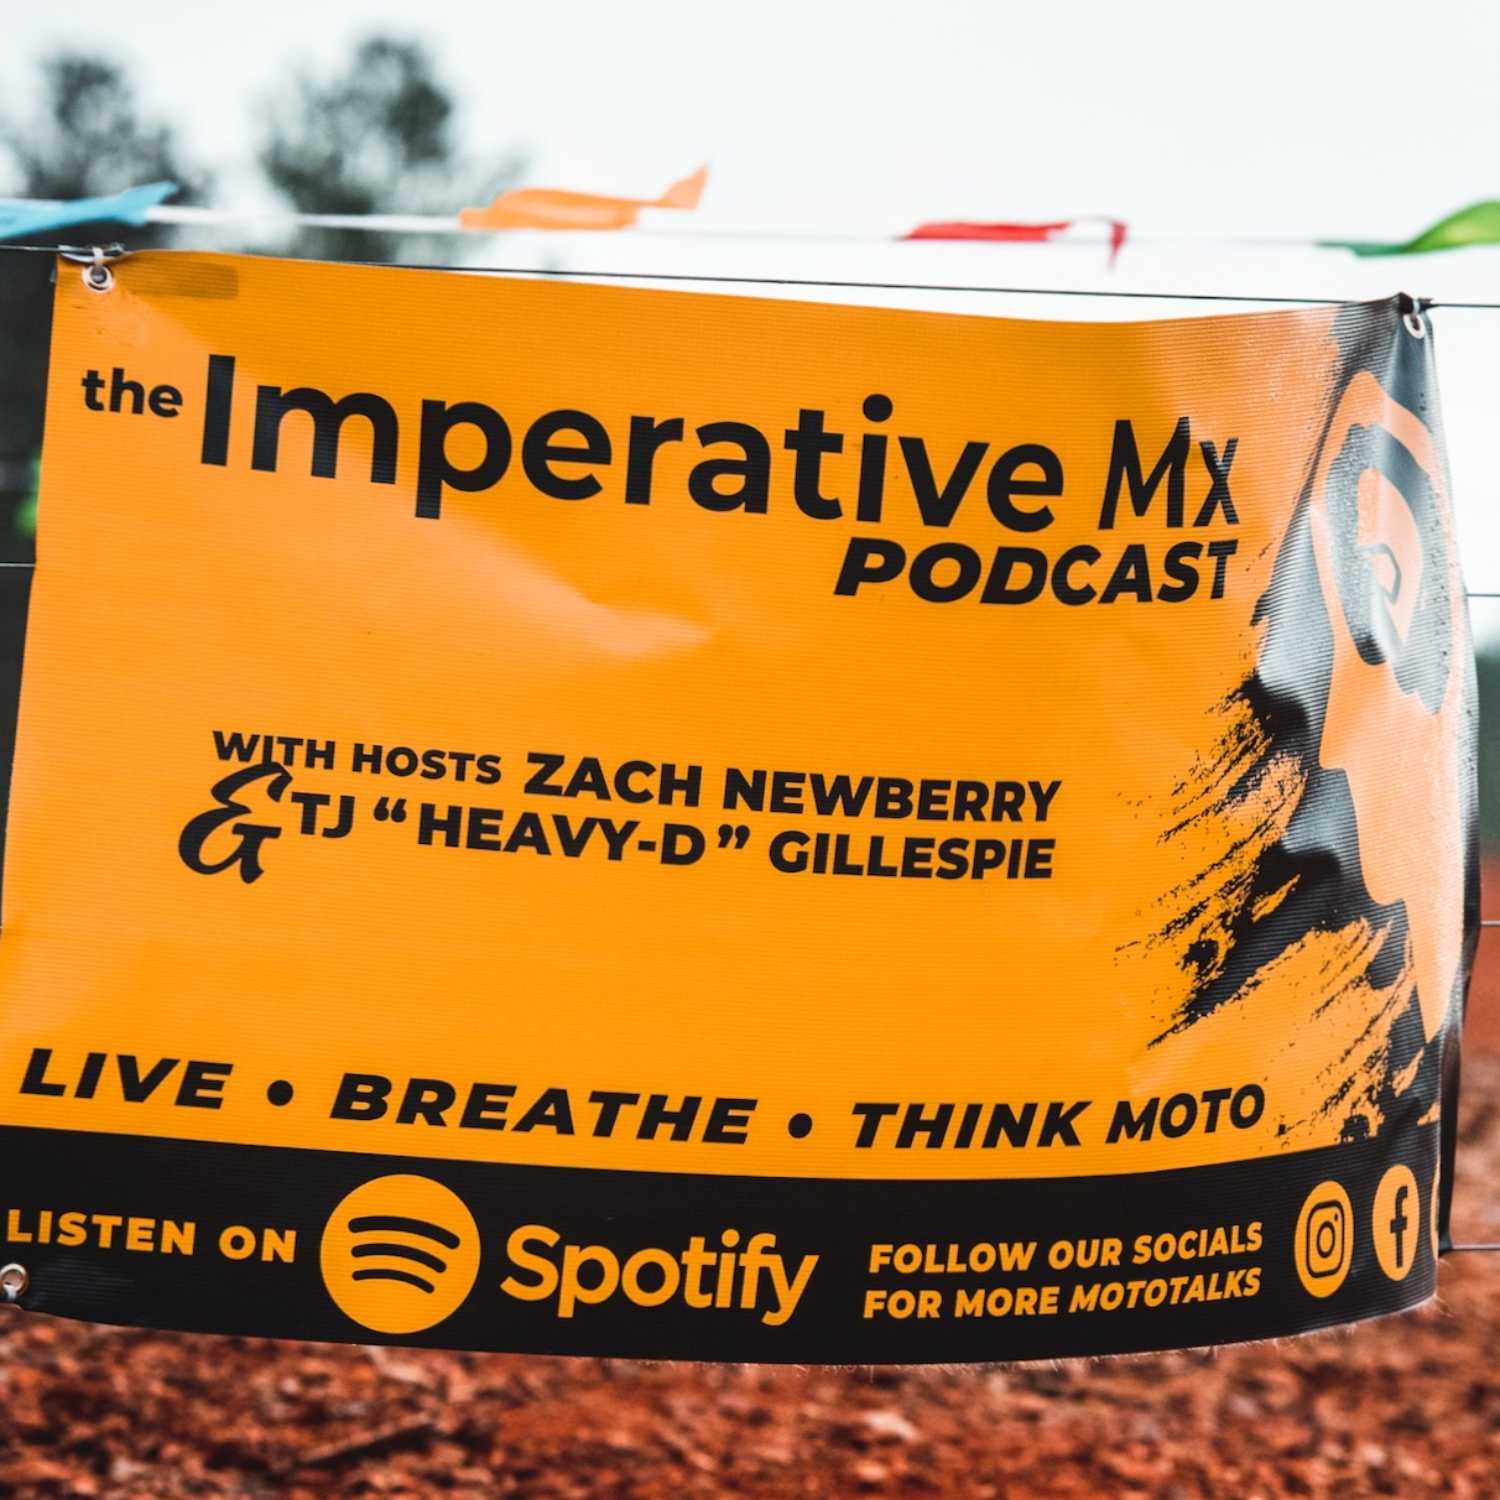 the Imperative Mx
PODCAST
WITH HOSTS ZACH NEWBERRY
& TJ “HEAVY-D” GILLESPIE
LIVE • BREATHE • THINK MOTO
LISTEN ON Spotify
FOLLOW OUR SOCIALS
FOR MORE MOTOTALKS